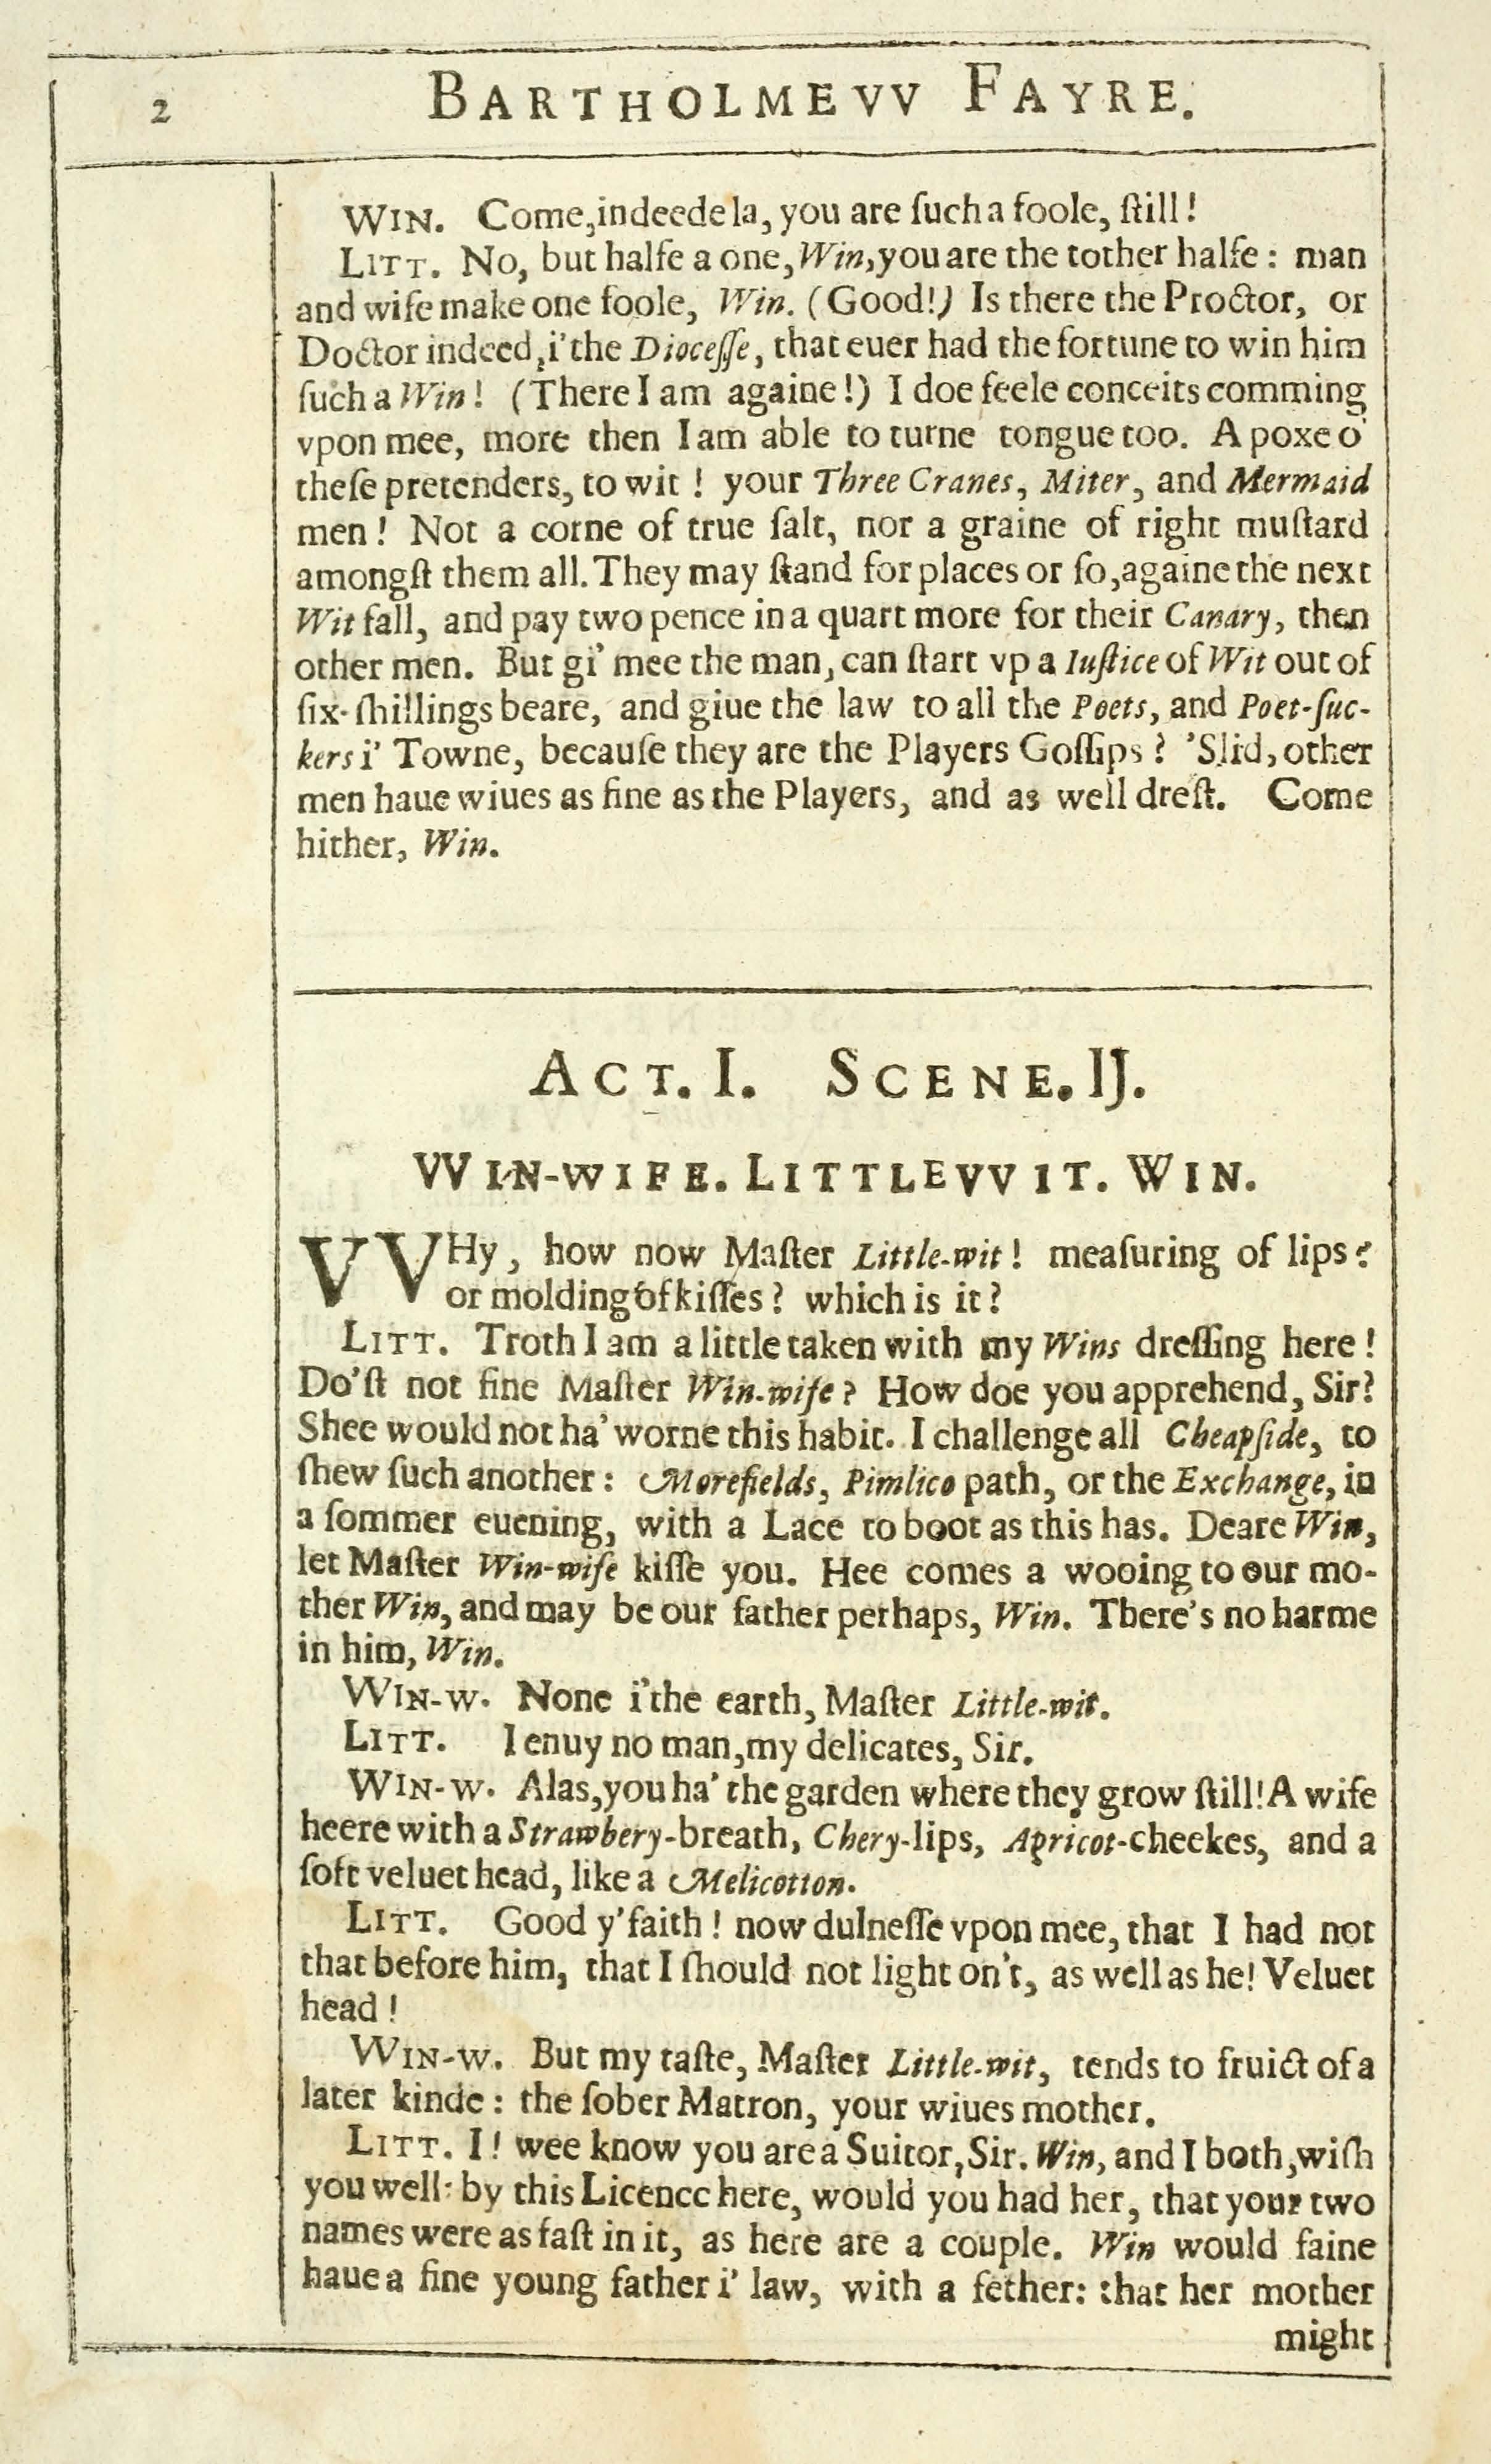 2
BARTHOLMEVV FAYRE.
WIN. Come, indeede la, you are ſuch a foole, ſtill!
LITT. No, but halfe a one, Win, you are the tother halfe: man
and wife make one foole, Win. (Good!) Is there the Proctor, or
Doctor indeed, i' the Dioceſſe, that euer had the fortune to win him
ſuch a Win! (There I am againe!) I doe feele conceits comming
vpon mee, more then I am able to turne tongue too. A poxe o'
theſe pretenders, to wit! your Three Cranes, Miter, and Mermaid
men! Not a corne of true ſalt, nor a graine of right muſtard
amongſt them all. They may ſtand for places or ſo, againe the next
Wit fall, and pay two pence in a quart more for their Canary, then
other men. But gi' mee the man, can ſtart vp a Iuſtice of Wit out of
ſix-ſhillings beare, and giue the law to all the Poets, and Poet-ſuc-
kers i' Towne, becauſe they are the Players Goſſips? 'Slid, other
men haue wiues as fine as the Players, and as well dreſt. Come
hither, Win.
ACT. I. SCENE. IJ.
VVIN-WIFE. LITTLEVVIT. WIN.
VVHy, how now Maſter Little-wit! meaſuring of lips?
or molding of kiſſes? which is it?
LITT. Troth I am a little taken with my Wins dreſſing here!
Do'ſt not fine Maſter Win-wife? How doe you apprehend, Sir?
Shee would not ha' worne this habit. I challenge all Cheapſide, to
ſhew ſuch another: Morefields, Pimlico path, or the Exchange, in
a ſommer euening, with a Lace to boot as this has. Deare Win,
let Maſter Win-wife kiſſe you. Hee comes a wooing to our mo-
ther Win, and may be our father perhaps, Win. There's no harme
in him, Win.
WIN-W. None i' the earth, Maſter Little-wit.
LITT. I enuy no man, my delicates, Sir.
WIN-W. Alas, you ha' the garden where they grow ſtill! A wife
heere with a Strawbery-breath, Chery-lips, Apricot-cheekes, and a
ſoft veluet head, like a Melicotton.
LITT. Good y' faith! now dulneſſe vpon mee, that I had not
that before him, that I ſhould not light on't, as well as he! Veluet
head!
WIN-W. But my taſte, Maſter Little-wit, tends to fruict of a
later kinde: the ſober Matron, your wiues mother.
LITT. I! wee know you are a Suitor, Sir. Win, and I both, wiſh
you well: by this Licence here, would you had her, that your two
names were as faſt in it, as here are a couple. Win would faine
haue a fine young father i' law, with a fether: that her mother
might